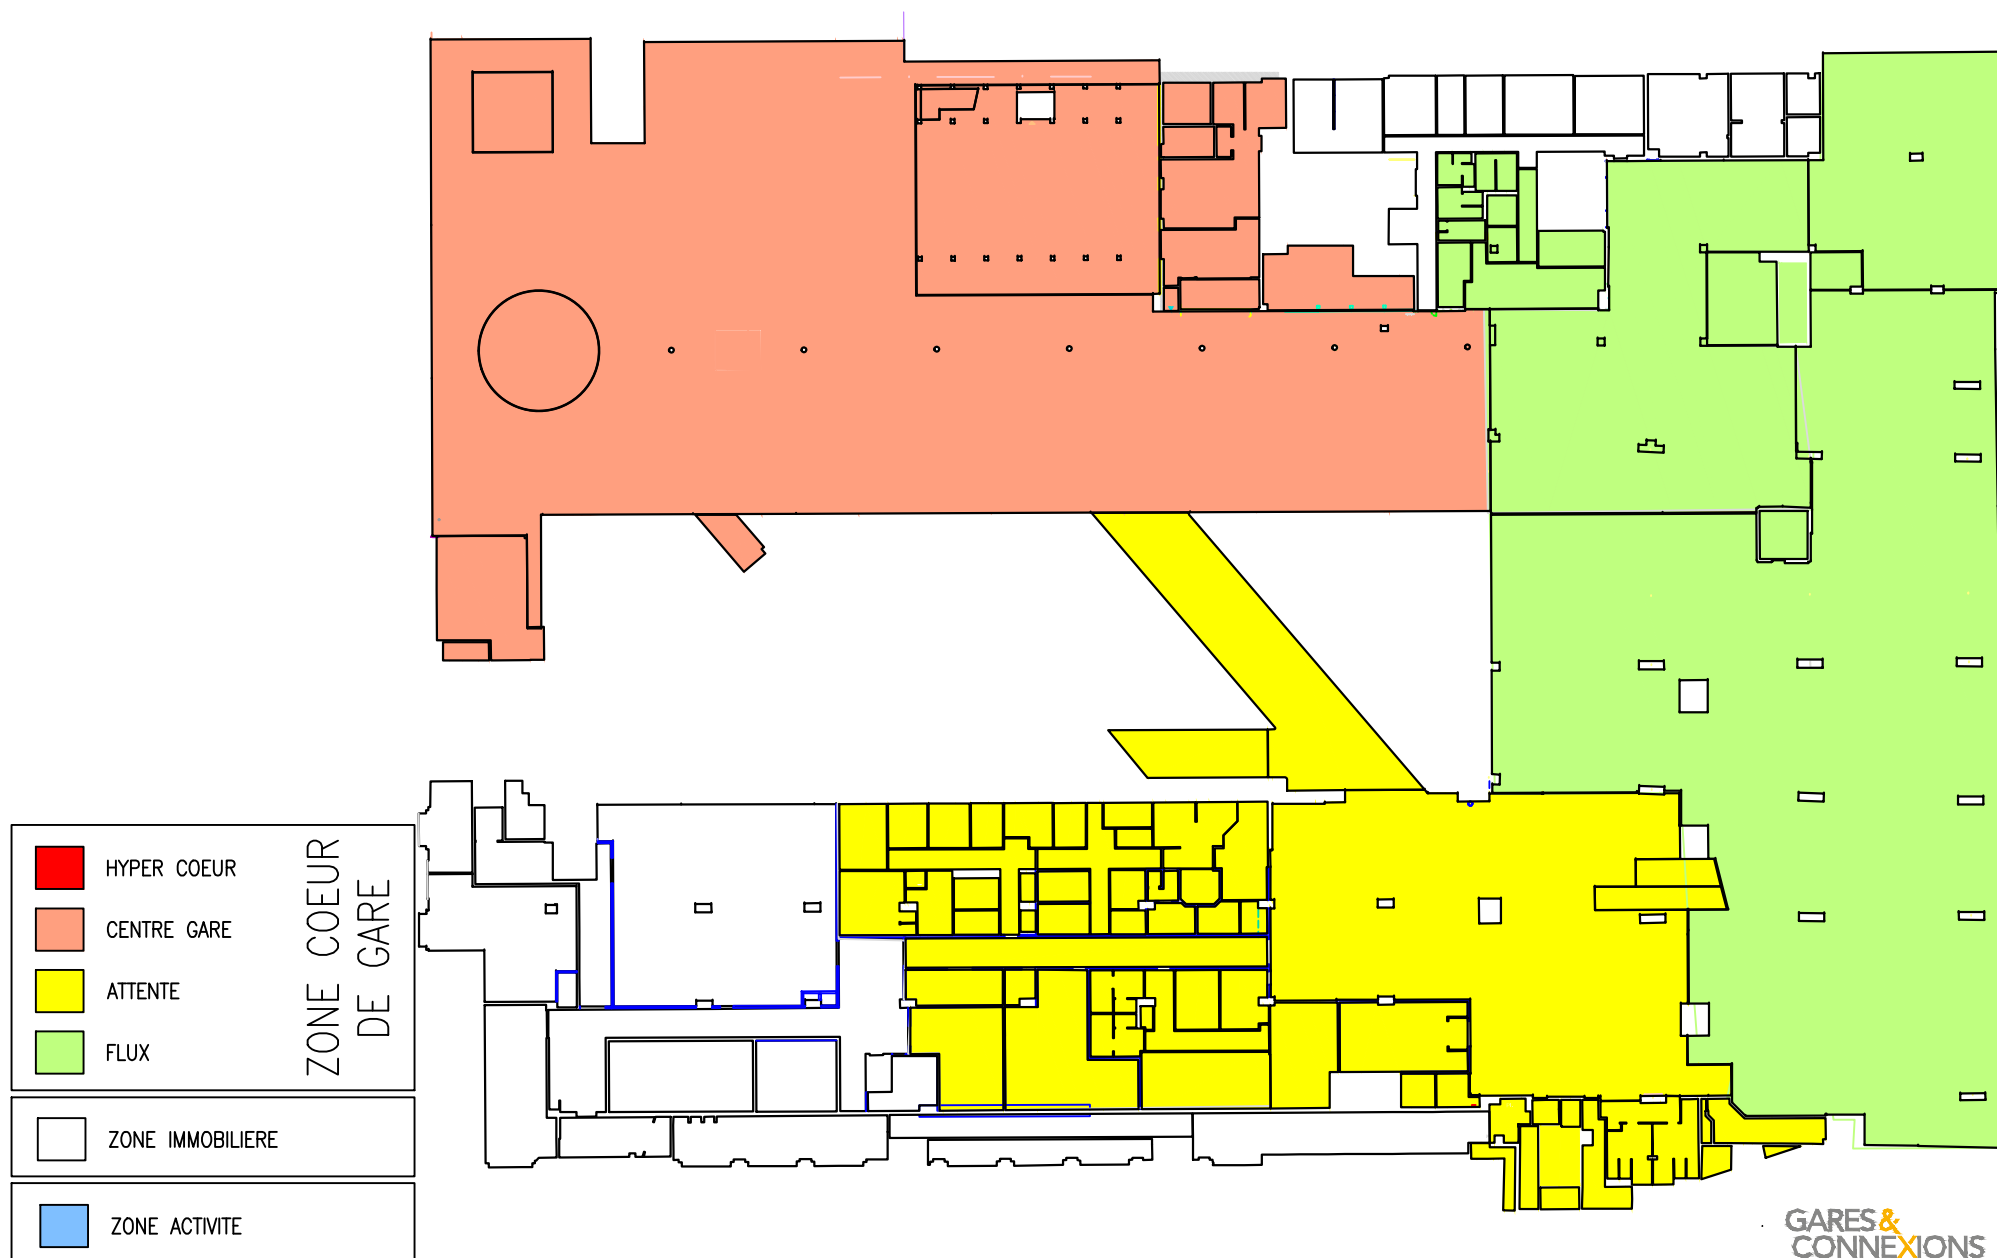 HYPER COEUR
CENTRE GARE
ATTENTE
FLUX
ZONE COEUR
DE GARE
ZONE IMMOBILIERE
ZONE ACTIVITE
GARES&
CONNEXIONS